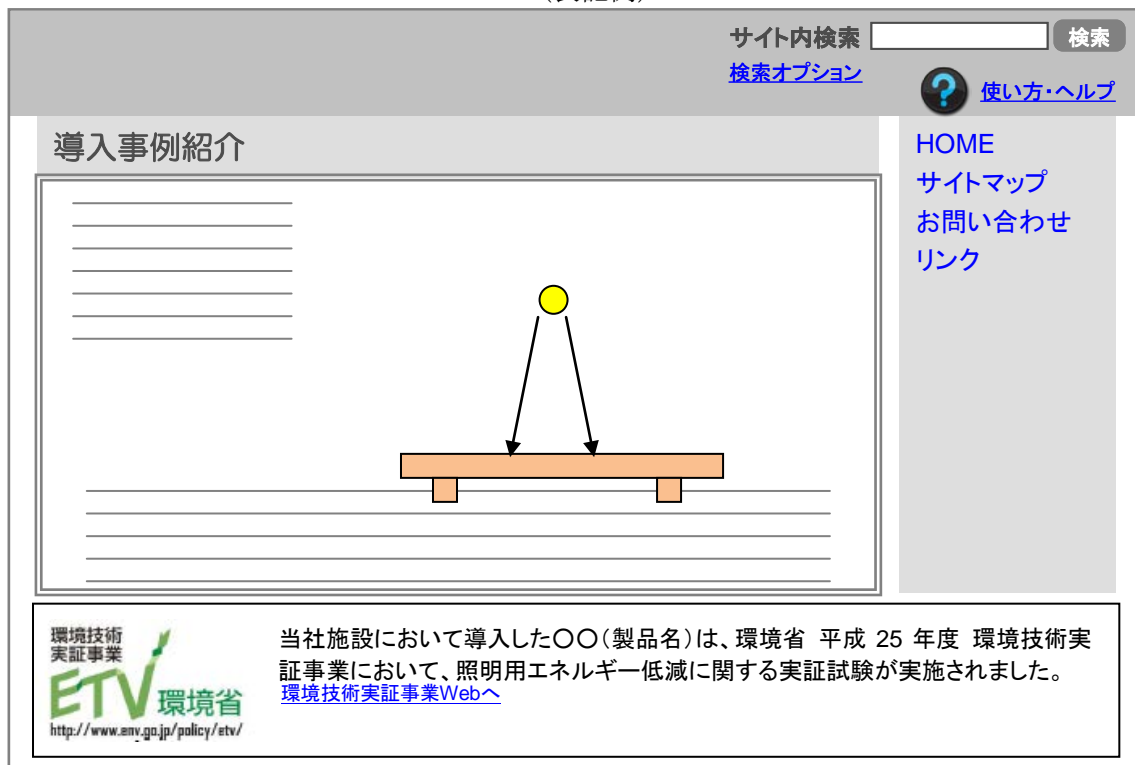 サイト内検索 検索
検索オプション
使い方・ヘルプ
導入事例紹介
HOME
サイトマップ
お問い合わせ
リンク
環境技術
実証事業
ETV環境省
http://www.env.go.jp/policy/etv/
当社施設において導入した〇〇（製品名）は、環境省 平成 25 年度 環境技術実
証事業において、照明用エネルギー低減に関する実証試験が実施されました。
環境技術実証事業Webへ